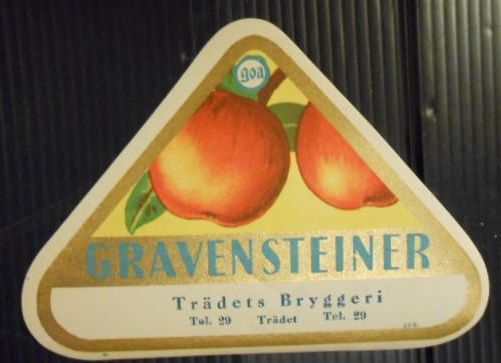 goa
GRAVENSTEINER
Trädets Bryggeri
Tel. 29 Trädet Tel. 29